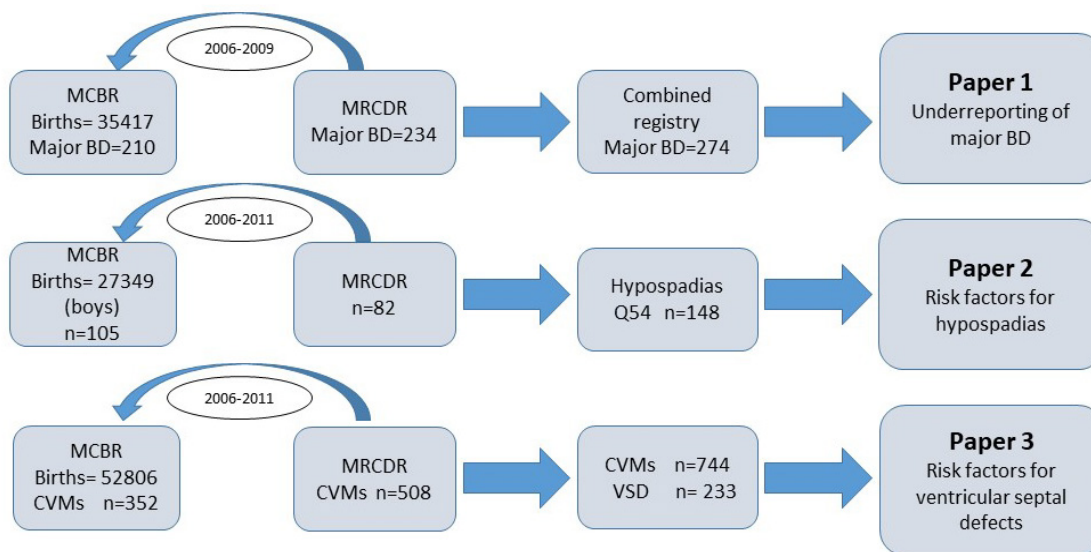 2006-2009
MCBR
Births= 35417
Major BD=210
MRCDR
Major BD=234
Combined
registry
Major BD=274
Paper 1
Underreporting of
major BD
2006-2011
MCBR
Births= 27349
(boys)
n=105
MRCDR
n=82
Hypospadias
Q54 n=148
Paper 2
Risk factors for
hypospadias
2006-2011
MCBR
Births= 52806
CVMs n=352
MRCDR
CVMs n=508
CVMs n=744
VSD n= 233
Paper 3
Risk factors for
ventricular septal
defects